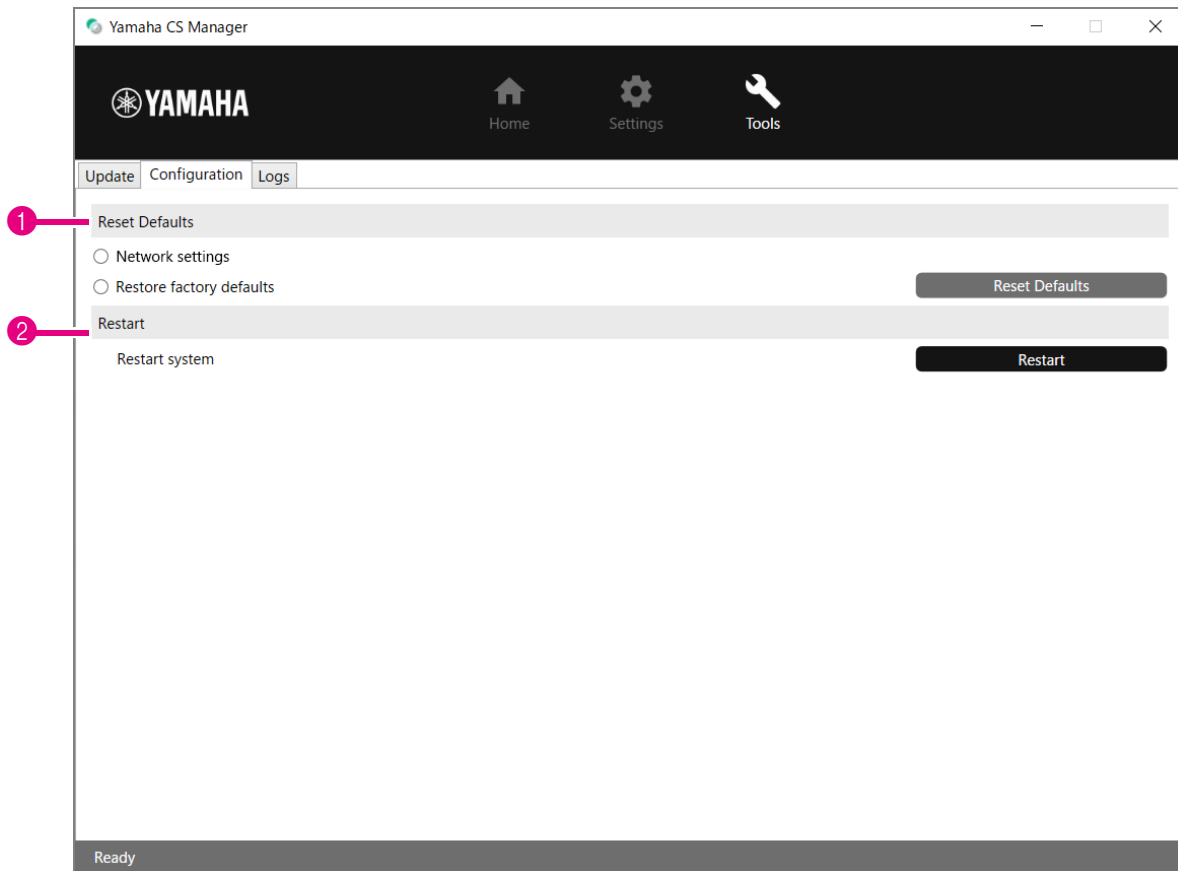 Yamaha CS Manager
YAMAHA
Home
Settings
Tools
Update
Configuration
Logs
1
Reset Defaults
Network settings
Restore factory defaults
Reset Defaults
2
Restart
Restart system
Restart
Ready